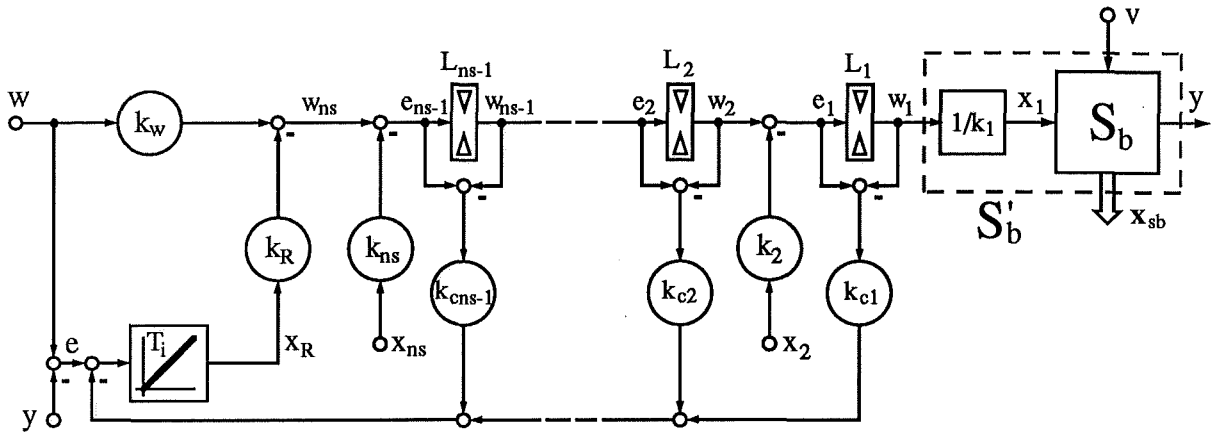 v
L_ns-1
L_2
L_1
w
k_w
w_ns
-
e_ns-1
w_ns-1
e_2
w_2
-
e_1
w_1
1/k_1
x_1
S_b
y
-
-
-
-
x_sb
S'_b
k_R
k_ns
k_2
k_cns-1
k_c2
k_c1
e
T_i
x_R
x_ns
x_2
-
-
y